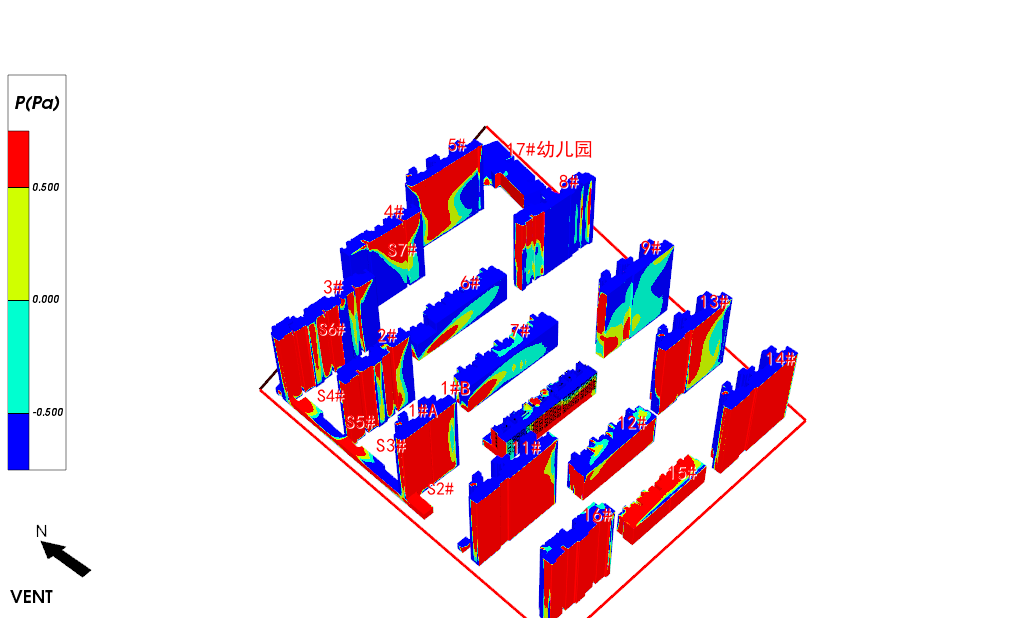 P(Pa)
0.500
0.000
-0.500
N
VENT
5#
17#幼儿园
8#
4#
S7#
9#
3#
6#
13#
S6#
2#
7#
14#
S4#
1#B
S5#
1#A
12#
S3#
11#
15#
S2#
16#